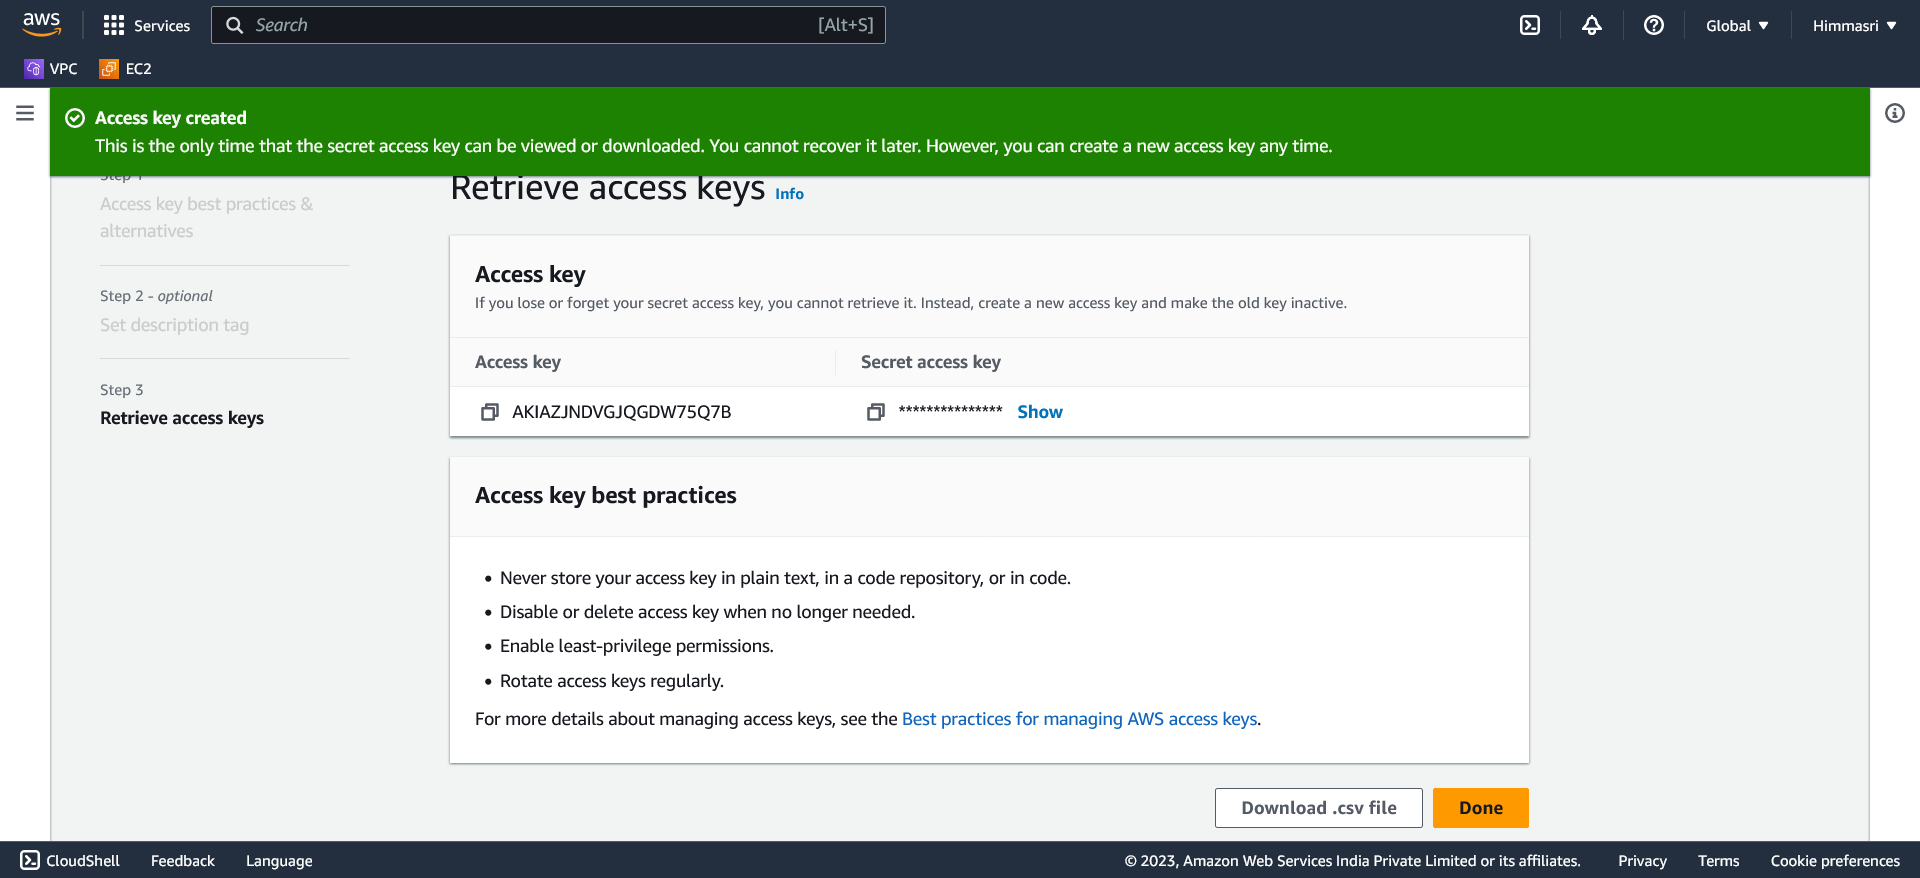 aws
Services
Search [Alt+S]
Global
Himmasri
VPC
EC2
Access key created
This is the only time that the secret access key can be viewed or downloaded. You cannot recover it later. However, you can create a new access key any time.
Step 1
Access key best practices &
alternatives
Step 2 - optional
Set description tag
Step 3
Retrieve access keys
Retrieve access keys Info
Access key
If you lose or forget your secret access key, you cannot retrieve it. Instead, create a new access key and make the old key inactive.
Access key Secret access key
AKIAZJNDVGJQGDW75Q7B *************** Show
Access key best practices
• Never store your access key in plain text, in a code repository, or in code.
• Disable or delete access key when no longer needed.
• Enable least-privilege permissions.
• Rotate access keys regularly.
For more details about managing access keys, see the Best practices for managing AWS access keys.
Download .csv file
Done
CloudShell Feedback Language © 2023, Amazon Web Services India Private Limited or its affiliates. Privacy Terms Cookie preferences